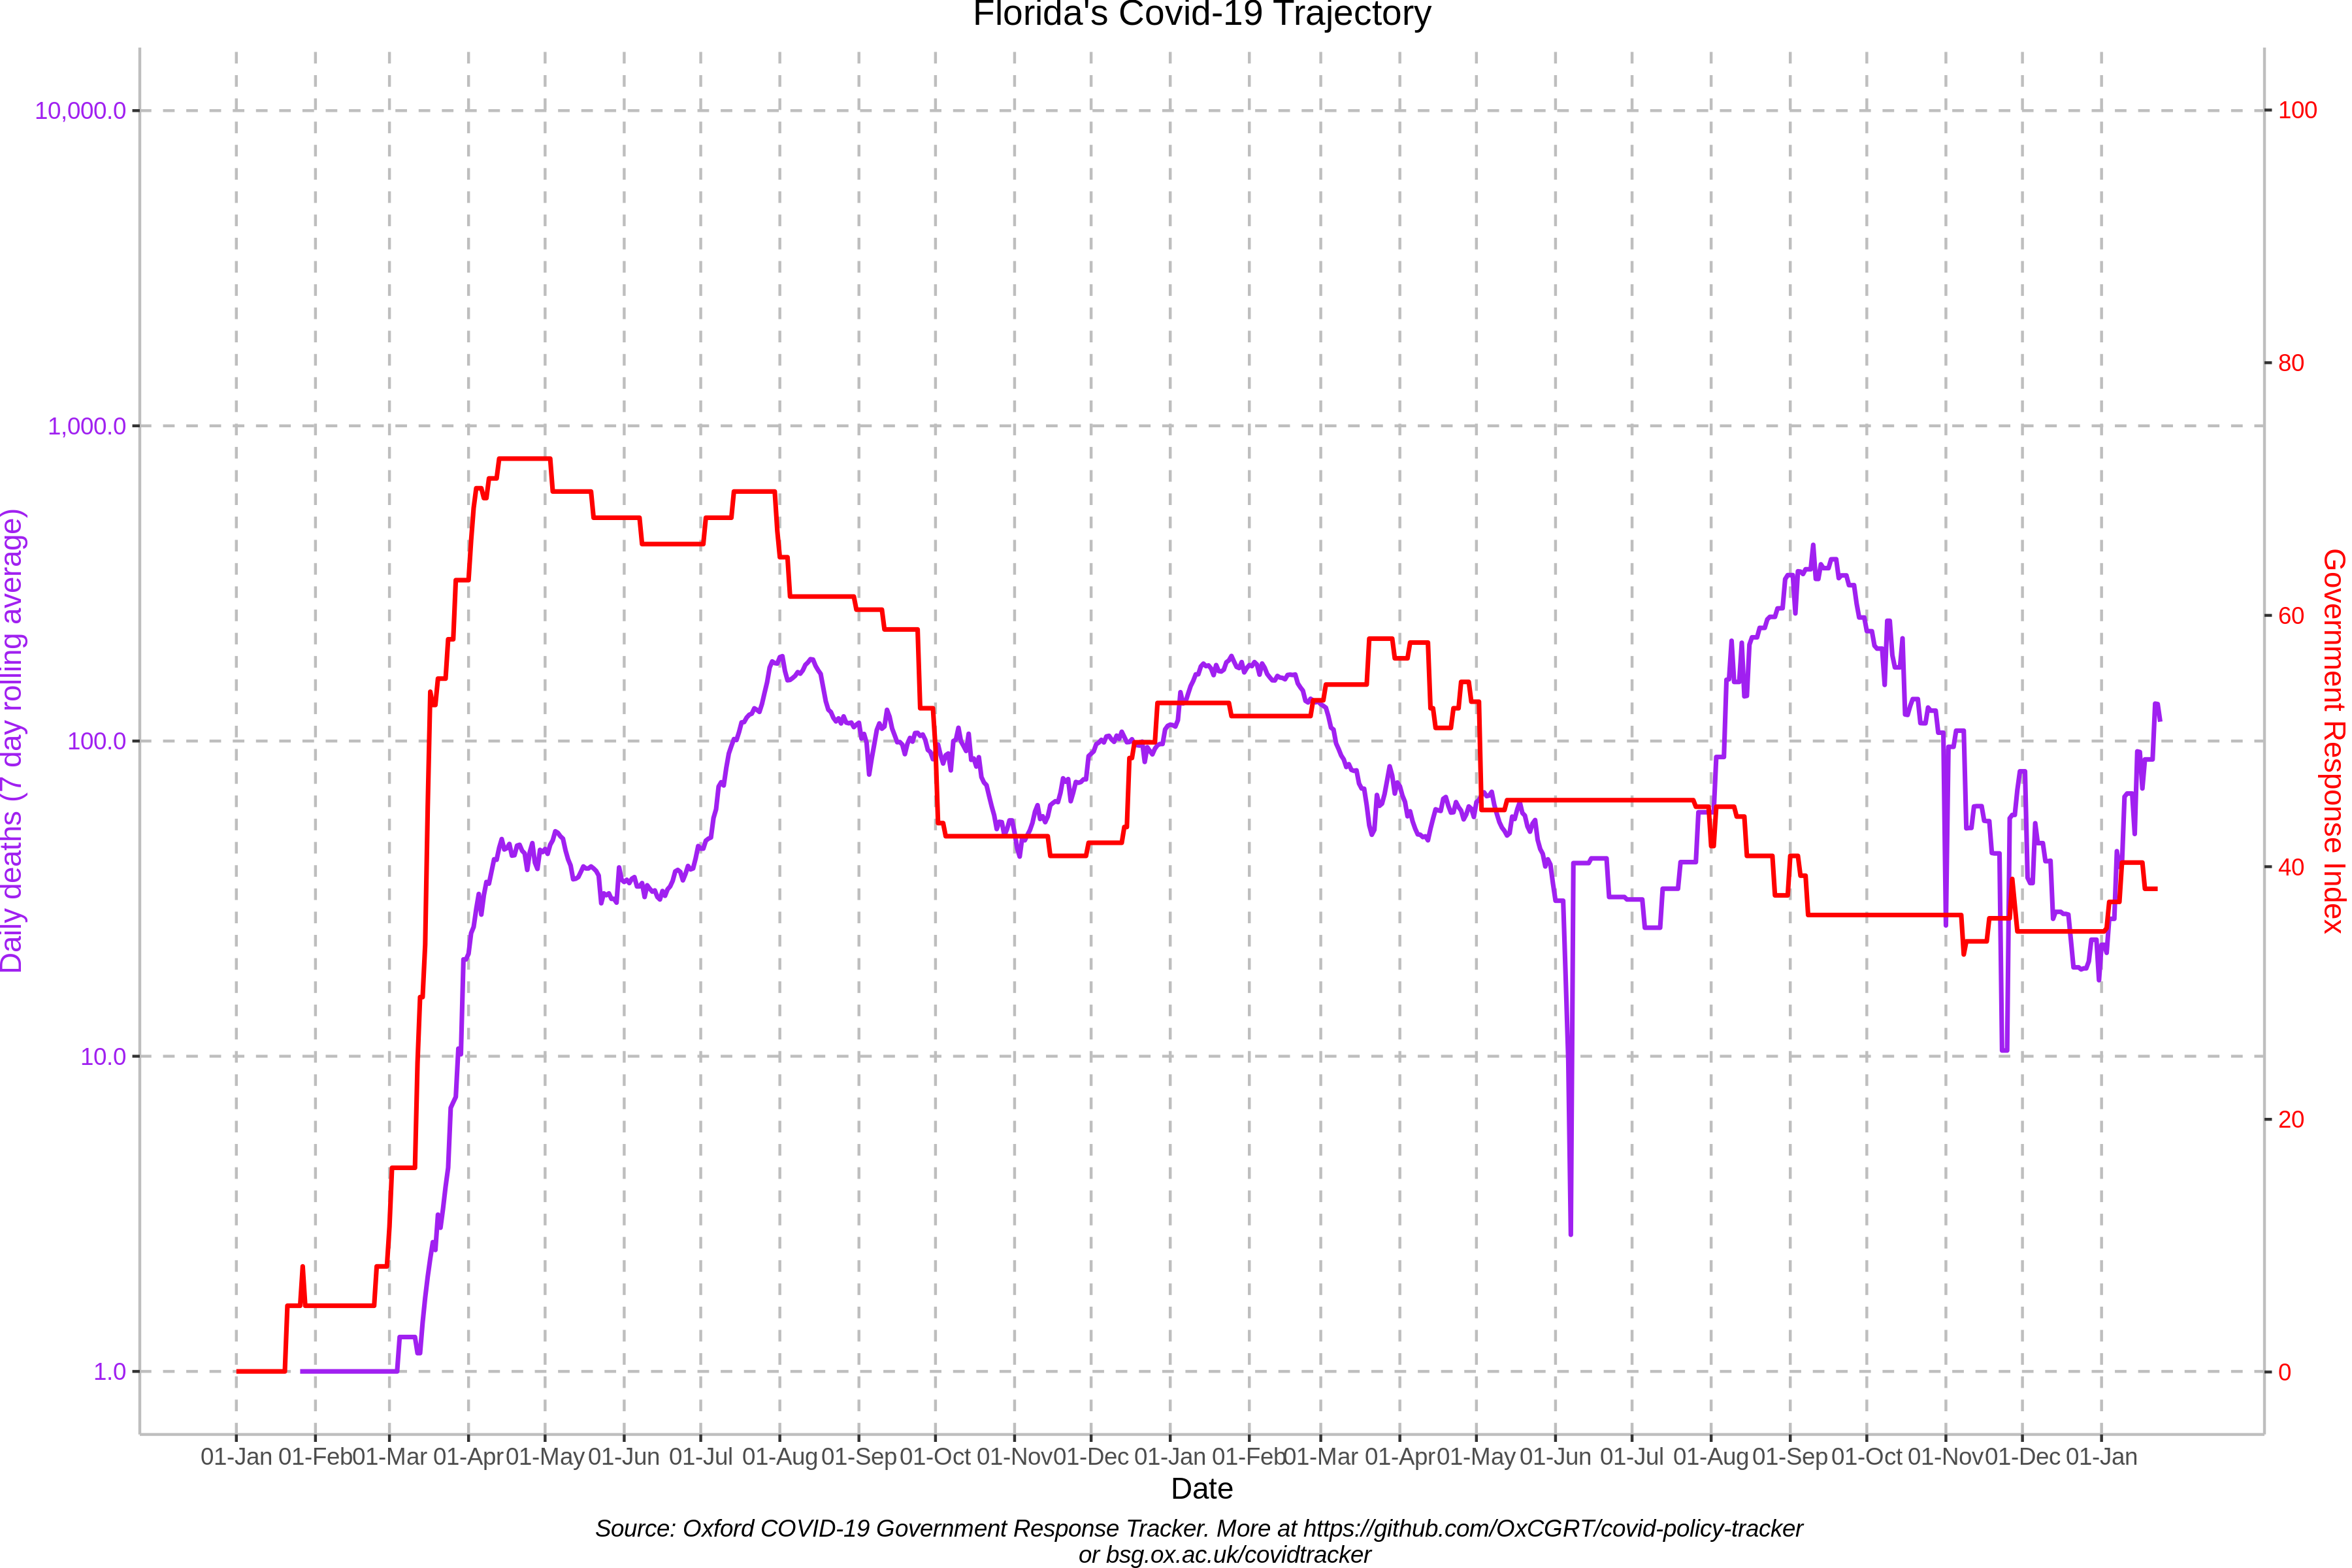 Florida's Covid-19 Trajectory
10,000.0
1,000.0
100.0
10.0
1.0
Daily deaths (7 day rolling average)
100
80
60
40
20
0
Government Response Index
01-Jan 01-Feb 01-Mar 01-Apr 01-May 01-Jun 01-Jul 01-Aug 01-Sep 01-Oct 01-Nov 01-Dec 01-Jan 01-Feb 01-Mar 01-Apr 01-May 01-Jun 01-Jul 01-Aug 01-Sep 01-Oct 01-Nov 01-Dec 01-Jan
Date
Source: Oxford COVID-19 Government Response Tracker. More at https://github.com/OxCGRT/covid-policy-tracker
or bsg.ox.ac.uk/covidtracker